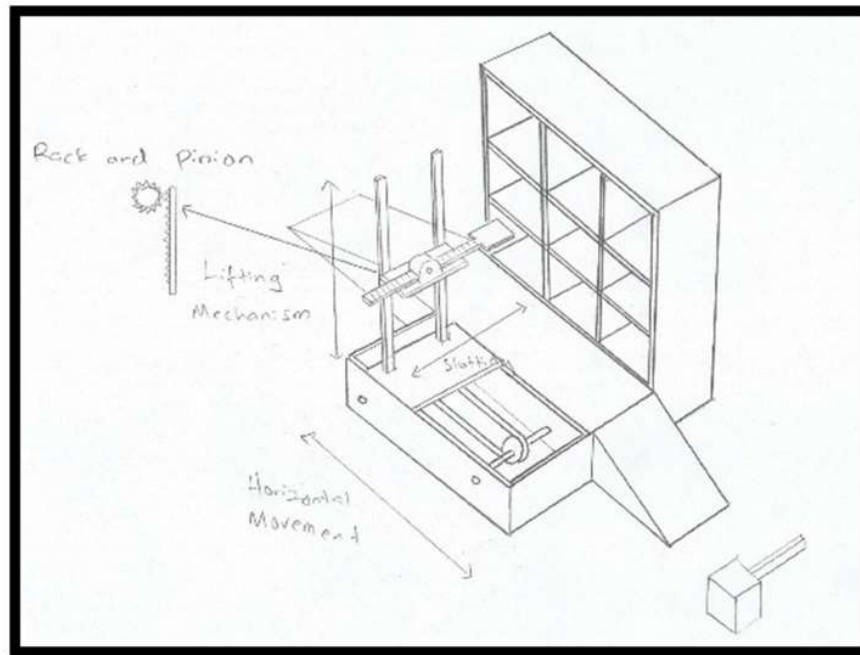 Rack and Pinion
Lifting
Mechanism
Slotting
Horizontal
Movement